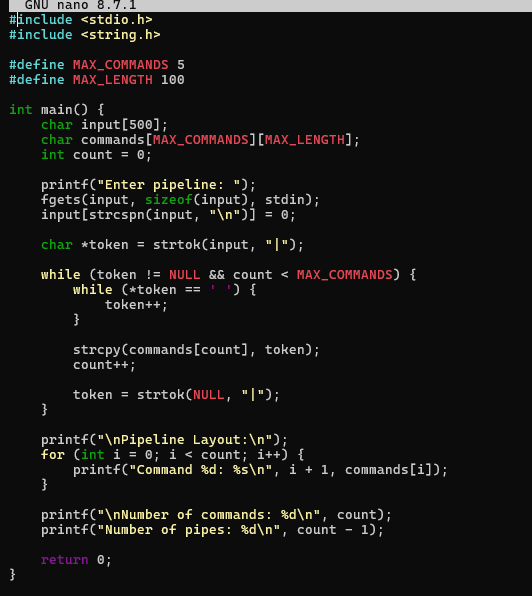 GNU nano 8.7.1
#include <stdio.h>
#include <string.h>

#define MAX_COMMANDS 5
#define MAX_LENGTH 100

int main() {
    char input[500];
    char commands[MAX_COMMANDS][MAX_LENGTH];
    int count = 0;

    printf("Enter pipeline: ");
    fgets(input, sizeof(input), stdin);
    input[strcspn(input, "\n")] = 0;

    char *token = strtok(input, "|");

    while (token != NULL && count < MAX_COMMANDS) {
        while (*token == ' ') {
            token++;
        }

        strcpy(commands[count], token);
        count++;

        token = strtok(NULL, "|");
    }

    printf("\nPipeline Layout:\n");
    for (int i = 0; i < count; i++) {
        printf("Command %d: %s\n", i + 1, commands[i]);
    }

    printf("\nNumber of commands: %d\n", count);
    printf("Number of pipes: %d\n", count - 1);

    return 0;
}